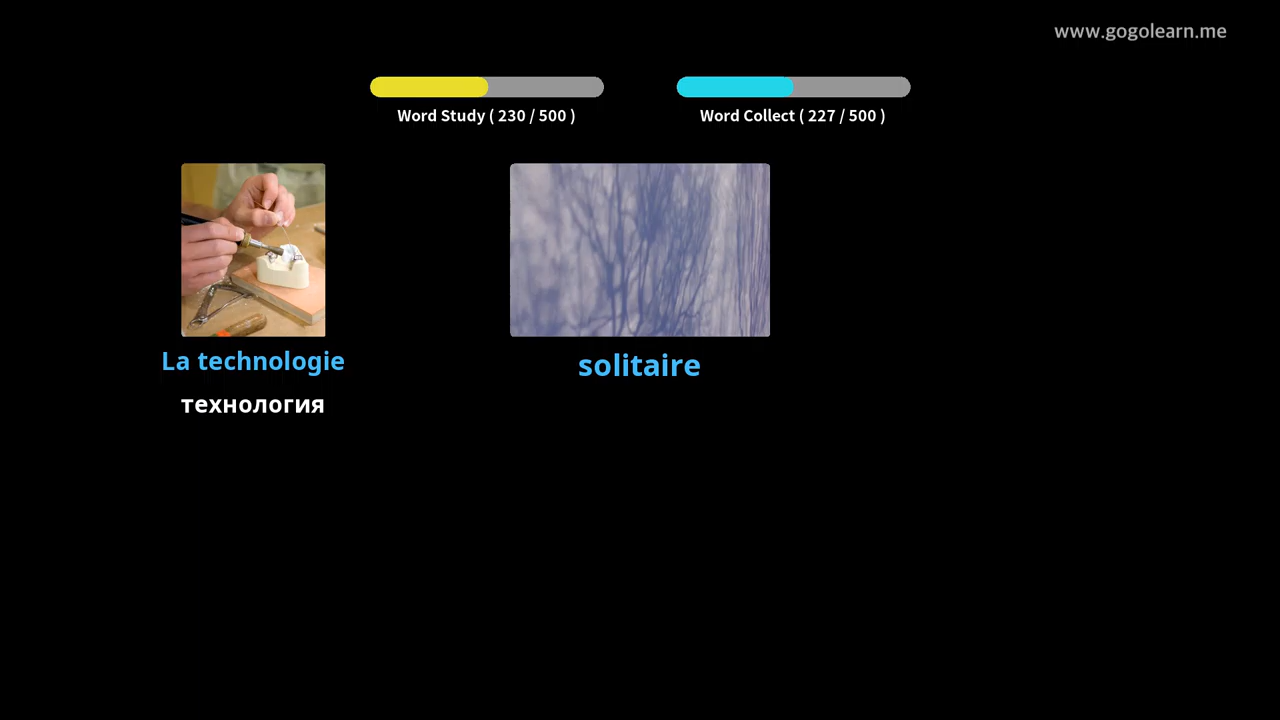 www.gogolearn.me
Word Study ( 230 / 500 )
Word Collect ( 227 / 500 )
La technologie
технология
solitaire